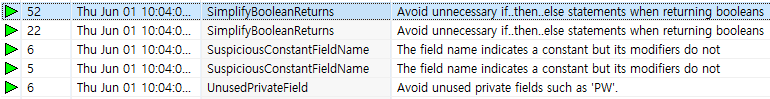 52 Thu Jun 01 10:04:0... SimplifyBooleanReturns Avoid unnecessary if..then..else statements when returning booleans
22 Thu Jun 01 10:04:0... SimplifyBooleanReturns Avoid unnecessary if..then..else statements when returning booleans
6 Thu Jun 01 10:04:0... SuspiciousConstantFieldName The field name indicates a constant but its modifiers do not
5 Thu Jun 01 10:04:0... SuspiciousConstantFieldName The field name indicates a constant but its modifiers do not
6 Thu Jun 01 10:04:0... UnusedPrivateField Avoid unused private fields such as 'PW'.